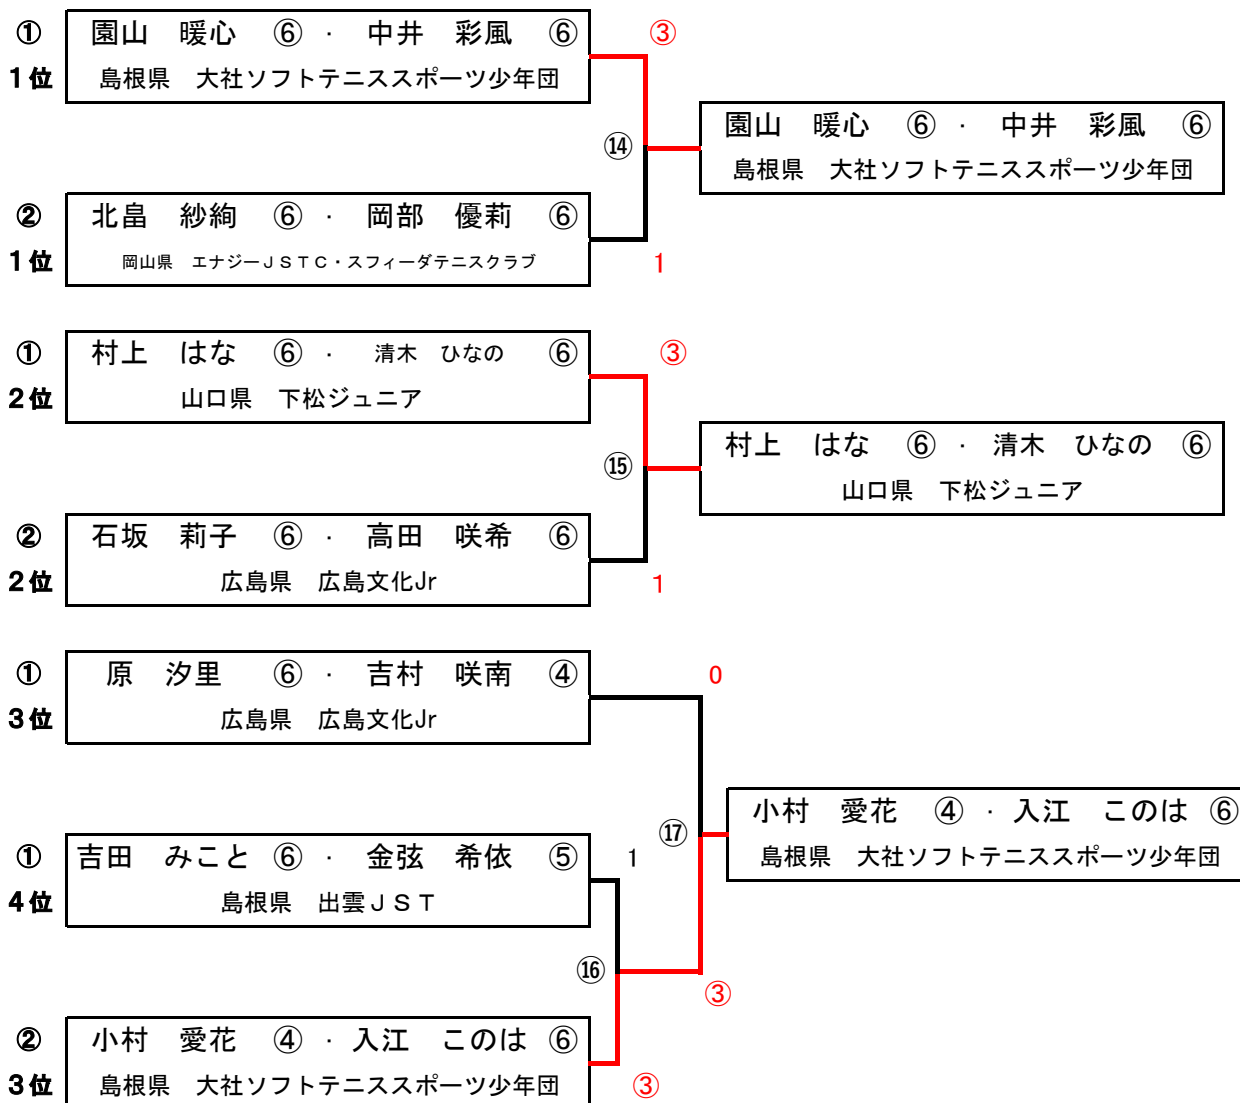 ① 園山 暖心 ⑥ ・ 中井 彩風 ⑥ ③
1位 島根県 大社ソフトテニススポーツ少年団
園山 暖心 ⑥ ・ 中井 彩風 ⑥
⑭
島根県 大社ソフトテニススポーツ少年団
② 北畠 紗絢 ⑥ ・ 岡部 優莉 ⑥
1位 岡山県 エナジーJSTC・スフィーダテニスクラブ 1
① 村上 はな ⑥ ・ 清木 ひなの ⑥ ③
2位 山口県 下松ジュニア
村上 はな ⑥ ・ 清木 ひなの ⑥
⑮
山口県 下松ジュニア
② 石坂 莉子 ⑥ ・ 高田 咲希 ⑥
2位 広島県 広島文化Jr 1
① 原 汐里 ⑥ ・ 吉村 咲南 ④ 0
3位 広島県 広島文化Jr
小村 愛花 ④ ・ 入江 このは ⑥
⑰
島根県 大社ソフトテニススポーツ少年団
① 吉田 みこと ⑥ ・ 金弦 希依 ⑤ 1
4位 島根県 出雲JST
⑯
③
② 小村 愛花 ④ ・ 入江 このは ⑥
3位 島根県 大社ソフトテニススポーツ少年団 ③